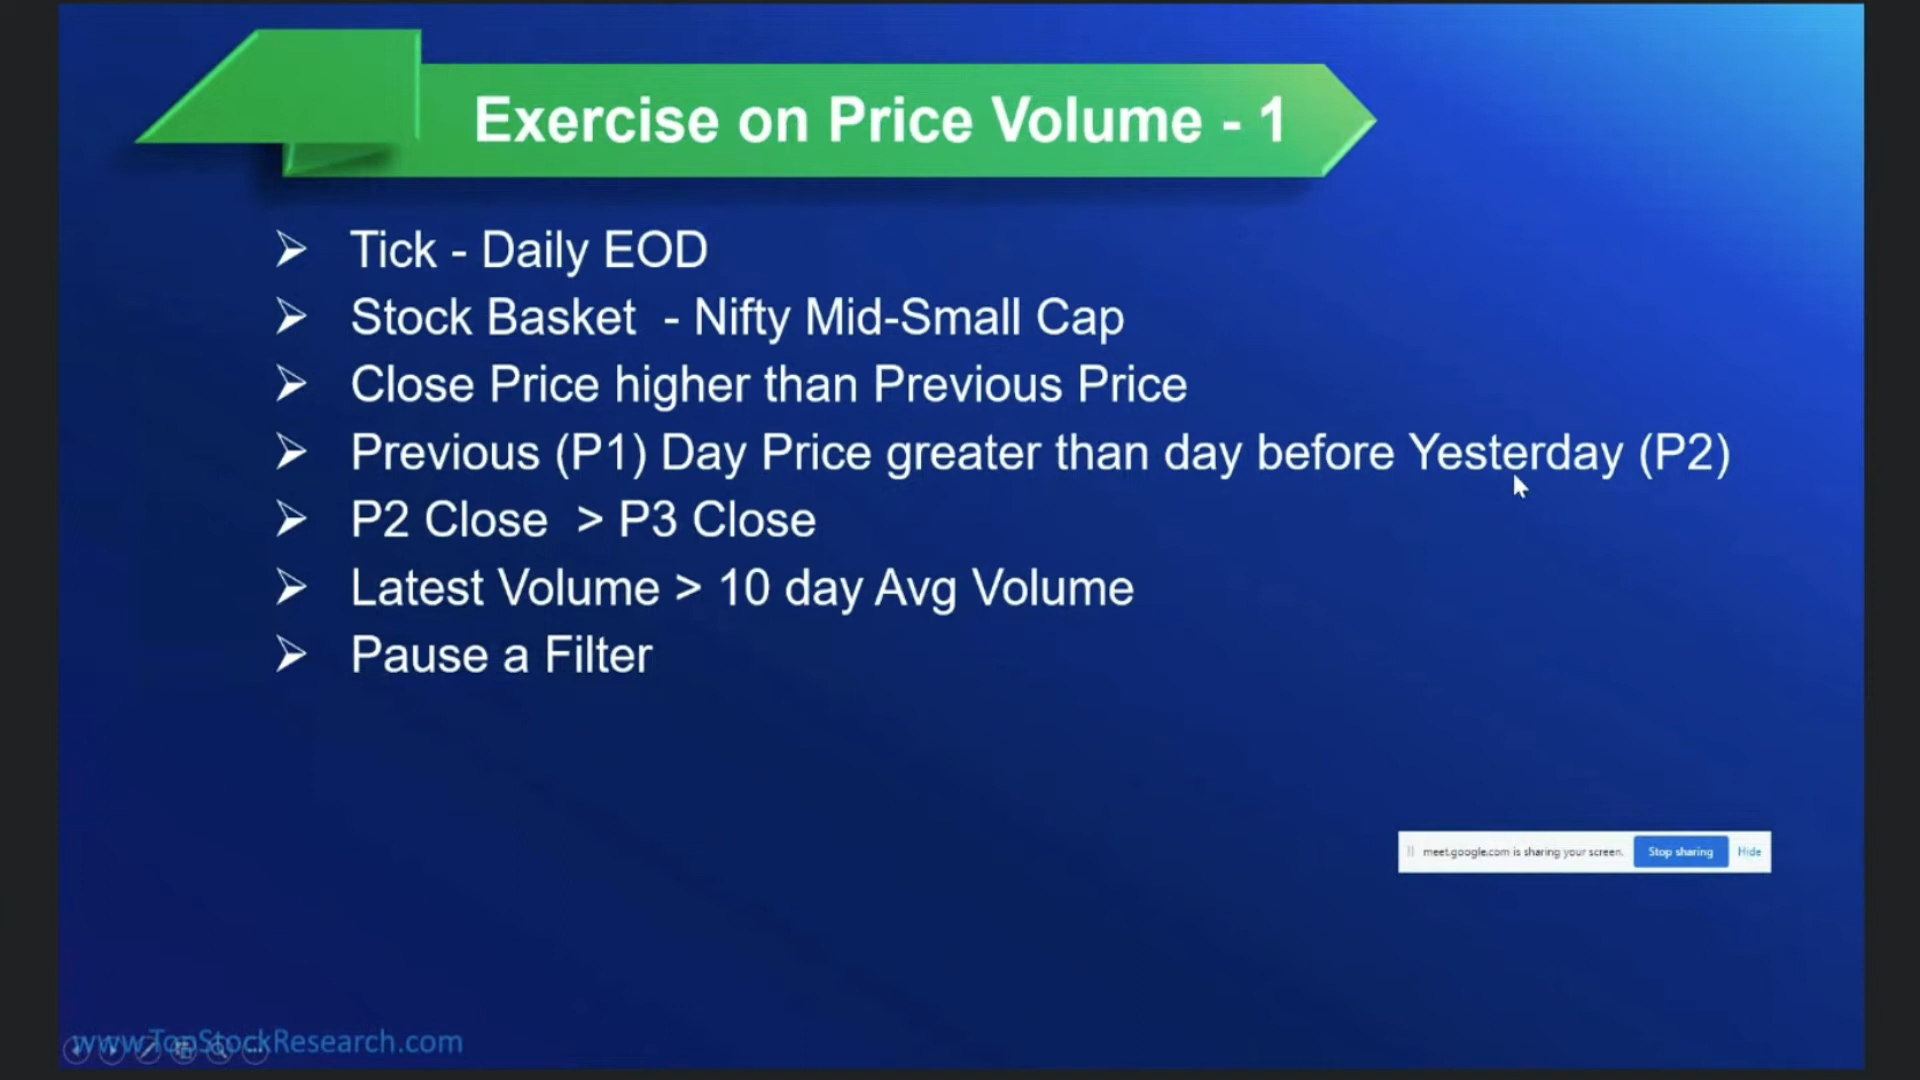 Exercise on Price Volume - 1
Tick - Daily EOD
Stock Basket - Nifty Mid-Small Cap
Close Price higher than Previous Price
Previous (P1) Day Price greater than day before Yesterday (P2)
P2 Close > P3 Close
Latest Volume > 10 day Avg Volume
Pause a Filter
meet.google.com is sharing your screen. Stop sharing Hide
www.TopStockResearch.com